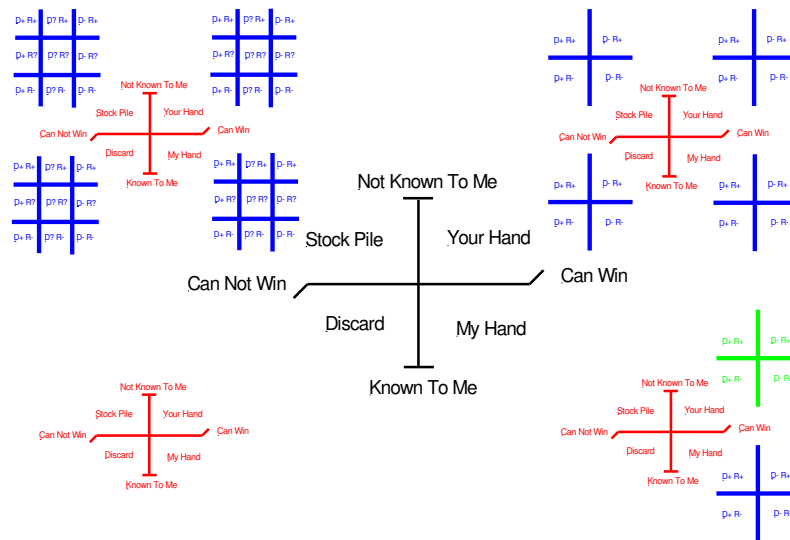 D+ R+ D? R+ D- R+
D+ R? D? R? D- R?
D+ R- D? R- D- R-
D+ R+ D? R+ D- R+
D+ R? D? R? D- R?
D+ R- D? R- D- R-
Not Known To Me
Stock Pile Your Hand
Can Not Win Can Win
Discard My Hand
Known To Me
D+ R+ D? R+ D- R+
D+ R? D? R? D- R?
D+ R- D? R- D- R-
D+ R+ D? R+ D- R+
D+ R? D? R? D- R?
D+ R- D? R- D- R-
D+ R+ D- R+
D+ R- D- R-
D+ R+ D- R+
D+ R- D- R-
Not Known To Me
Stock Pile Your Hand
Can Not Win Can Win
Discard My Hand
Known To Me
D+ R+ D- R+
D+ R- D- R-
D+ R+ D- R+
D+ R- D- R-
Not Known To Me
Stock Pile Your Hand
Can Not Win Can Win
Discard My Hand
Known To Me
Not Known To Me
Stock Pile Your Hand
Can Not Win Can Win
Discard My Hand
Known To Me
D+ R+ D- R+
D+ R- D- R-
Not Known To Me
Stock Pile Your Hand
Can Not Win Can Win
Discard My Hand
Known To Me
D+ R+ D- R+
D+ R- D- R-